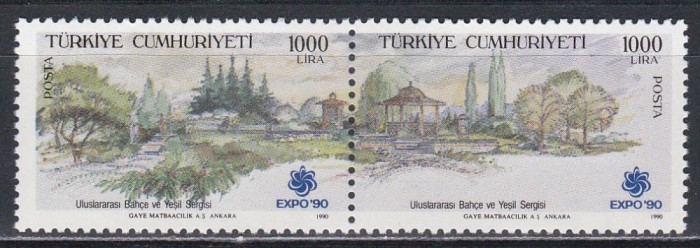 TÜRKİYE CUMHURİYETİ 1000
LİRA
POSTA
Uluslararası Bahçe ve Yeşil Sergisi
EXPO'90
GAYE MATBAACILIK A Ş ANKARA 1990
TÜRKİYE CUMHURİYETİ 1000
LİRA
POSTA
Uluslararası Bahçe ve Yeşil Sergisi
EXPO'90
GAYE MATBAACILIK A Ş ANKARA 1990